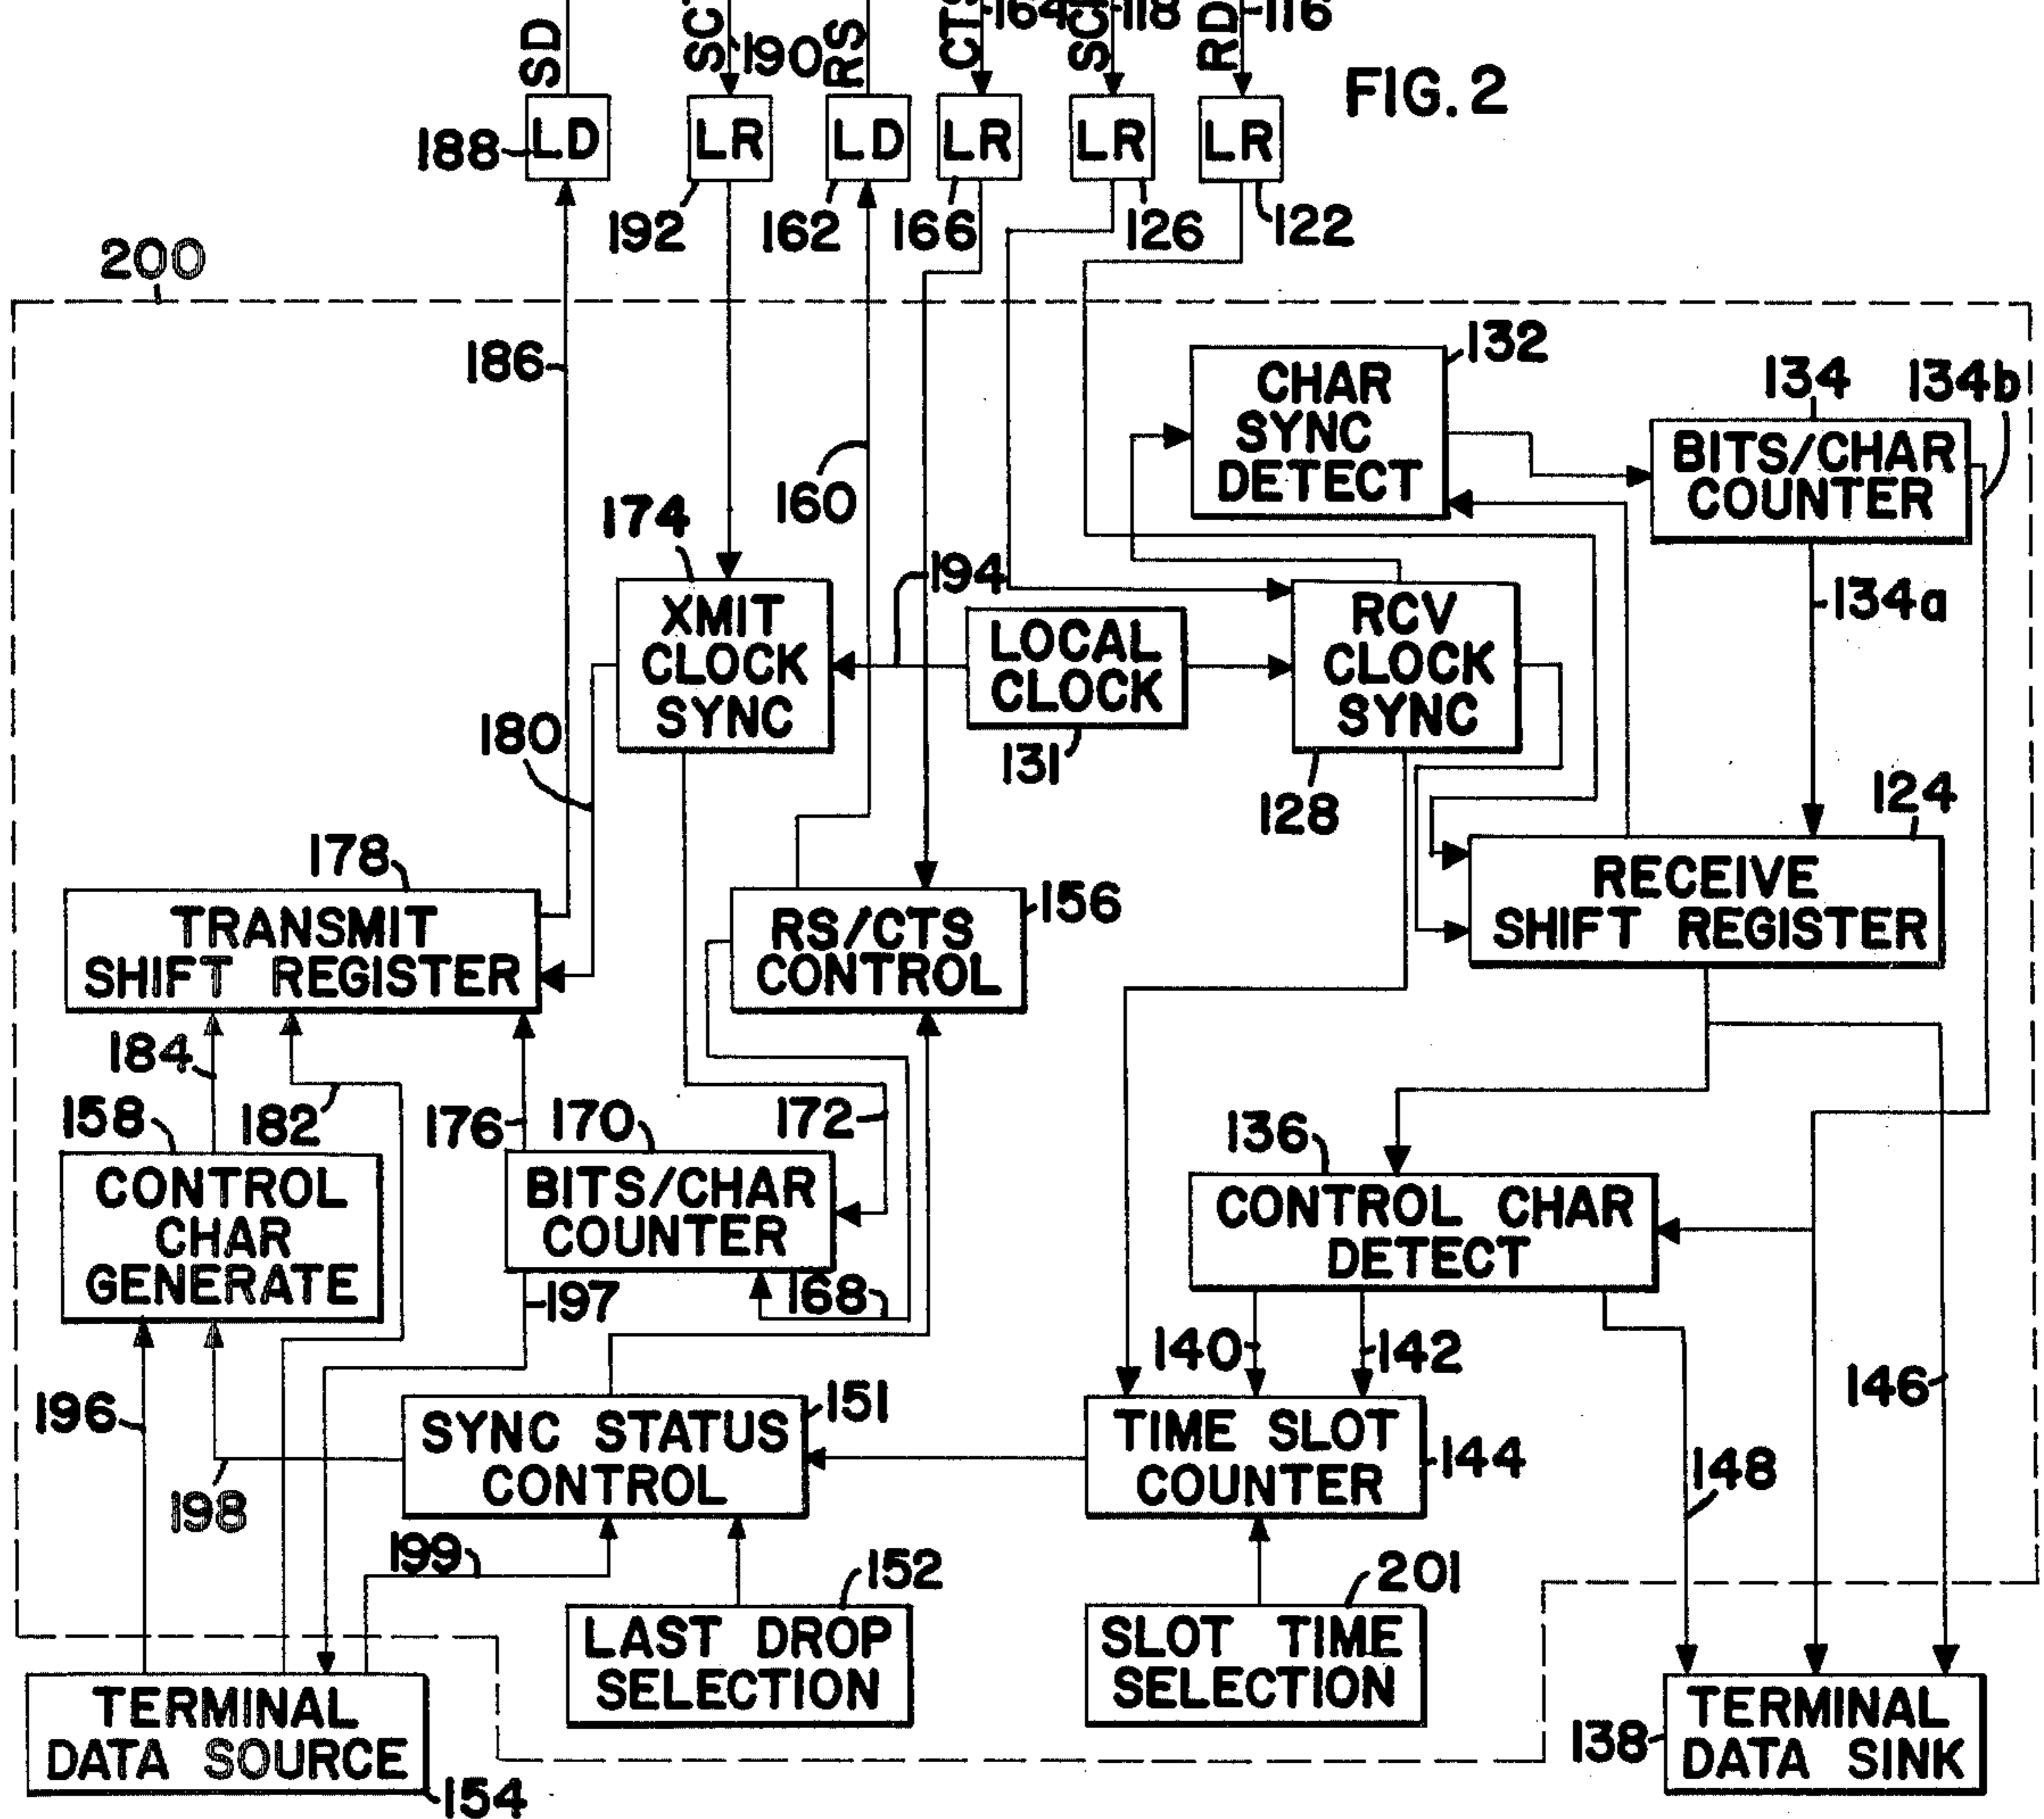 SD
190
RS
164
118
RD
116
FIG. 2
188
LD
LR
LD
LR
LR
LR
192
162
166
126
122
200
186
132
CHAR
SYNC
DETECT
134
134b
BITS/CHAR
COUNTER
160
174
194
134a
XMIT
CLOCK
SYNC
LOCAL
CLOCK
RCV
CLOCK
SYNC
180
131
128
124
178
TRANSMIT
SHIFT REGISTER
RS/CTS
CONTROL
156
RECEIVE
SHIFT REGISTER
184
182
158
176
170
172
136
CONTROL
CHAR
GENERATE
BITS/CHAR
COUNTER
CONTROL CHAR
DETECT
197
168
140
142
196
146
151
SYNC STATUS
CONTROL
TIME SLOT
COUNTER
144
148
198
199
152
201
LAST DROP
SELECTION
SLOT TIME
SELECTION
TERMINAL
DATA SOURCE
154
138
TERMINAL
DATA SINK